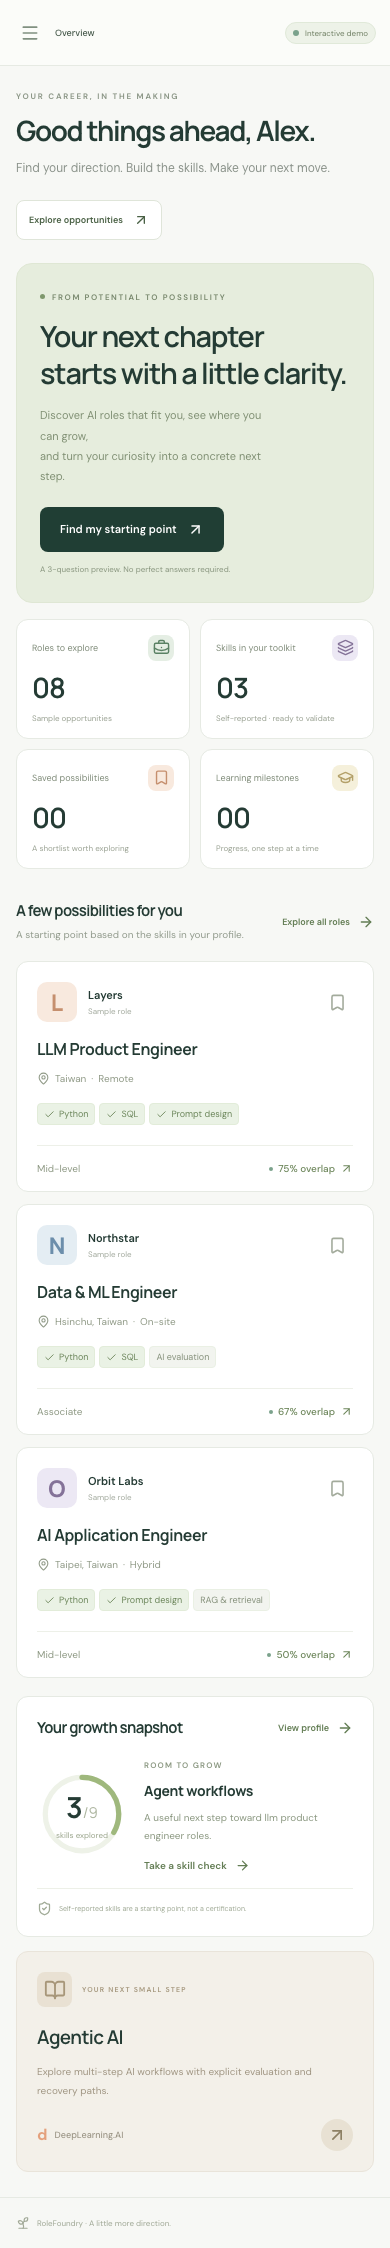 Overview
Interactive demo
YOUR CAREER, IN THE MAKING
Good things ahead, Alex.
Find your direction. Build the skills. Make your next move.
Explore opportunities
FROM POTENTIAL TO POSSIBILITY
Your next chapter
starts with a little clarity.
Discover AI roles that fit you, see where you
can grow,
and turn your curiosity into a concrete next
step.
Find my starting point
A 3-question preview. No perfect answers required.
Roles to explore
08
Sample opportunities
Skills in your toolkit
03
Self-reported · ready to validate
Saved possibilities
00
A shortlist worth exploring
Learning milestones
00
Progress, one step at a time
A few possibilities for you
A starting point based on the skills in your profile.
Explore all roles
L
Layers
Sample role
LLM Product Engineer
Taiwan · Remote
Python
SQL
Prompt design
Mid-level
75% overlap
N
Northstar
Sample role
Data & ML Engineer
Hsinchu, Taiwan · On-site
Python
SQL
AI evaluation
Associate
67% overlap
O
Orbit Labs
Sample role
AI Application Engineer
Taipei, Taiwan · Hybrid
Python
Prompt design
RAG & retrieval
Mid-level
50% overlap
Your growth snapshot
View profile
3/9
skills explored
ROOM TO GROW
Agent workflows
A useful next step toward llm product
engineer roles.
Take a skill check
Self-reported skills are a starting point, not a certification.
YOUR NEXT SMALL STEP
Agentic AI
Explore multi-step AI workflows with explicit evaluation and
recovery paths.
d DeepLearning.AI
RoleFoundry · A little more direction.